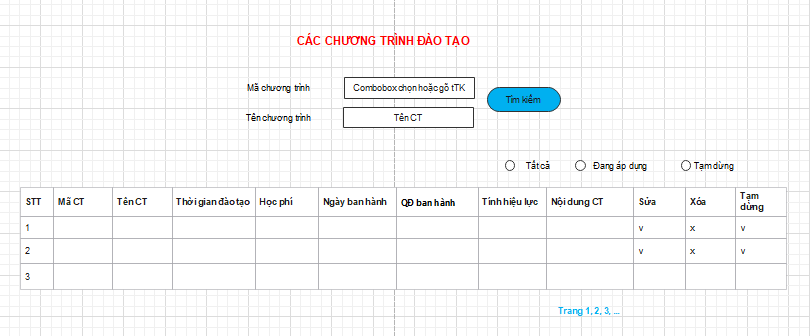 CÁC CHƯƠNG TRÌNH ĐÀO TẠO
Mã chương trình Combobox chọn hoặc gõ tTK
Tìm kiếm
Tên chương trình Tên CT
Tất cả Đang áp dụng Tạm dừng
STT Mã CT Tên CT Thời gian đào tạo Học phí Ngày ban hành QĐ ban hành Tính hiệu lực Nội dung CT Sửa Xóa Tạm dừng
1 v x v
2 v x v
3
Trang 1, 2, 3, ...